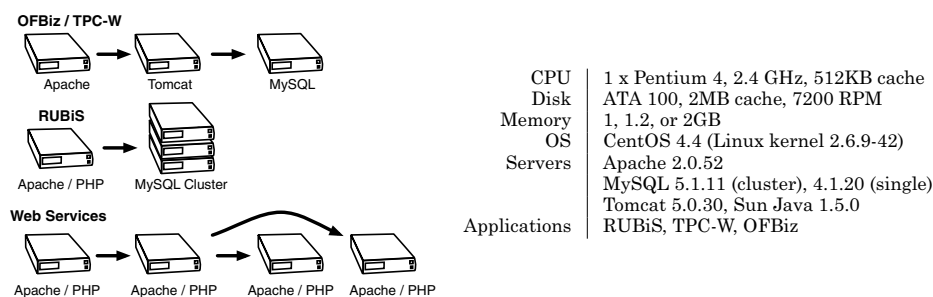 OFBiz / TPC-W
Apache Tomcat MySQL
RUBiS
Apache / PHP MySQL Cluster
Web Services
Apache / PHP Apache / PHP Apache / PHP Apache / PHP
CPU 1 x Pentium 4, 2.4 GHz, 512KB cache
Disk ATA 100, 2MB cache, 7200 RPM
Memory 1, 1.2, or 2GB
OS CentOS 4.4 (Linux kernel 2.6.9-42)
Servers Apache 2.0.52
MySQL 5.1.11 (cluster), 4.1.20 (single)
Tomcat 5.0.30, Sun Java 1.5.0
Applications RUBiS, TPC-W, OFBiz